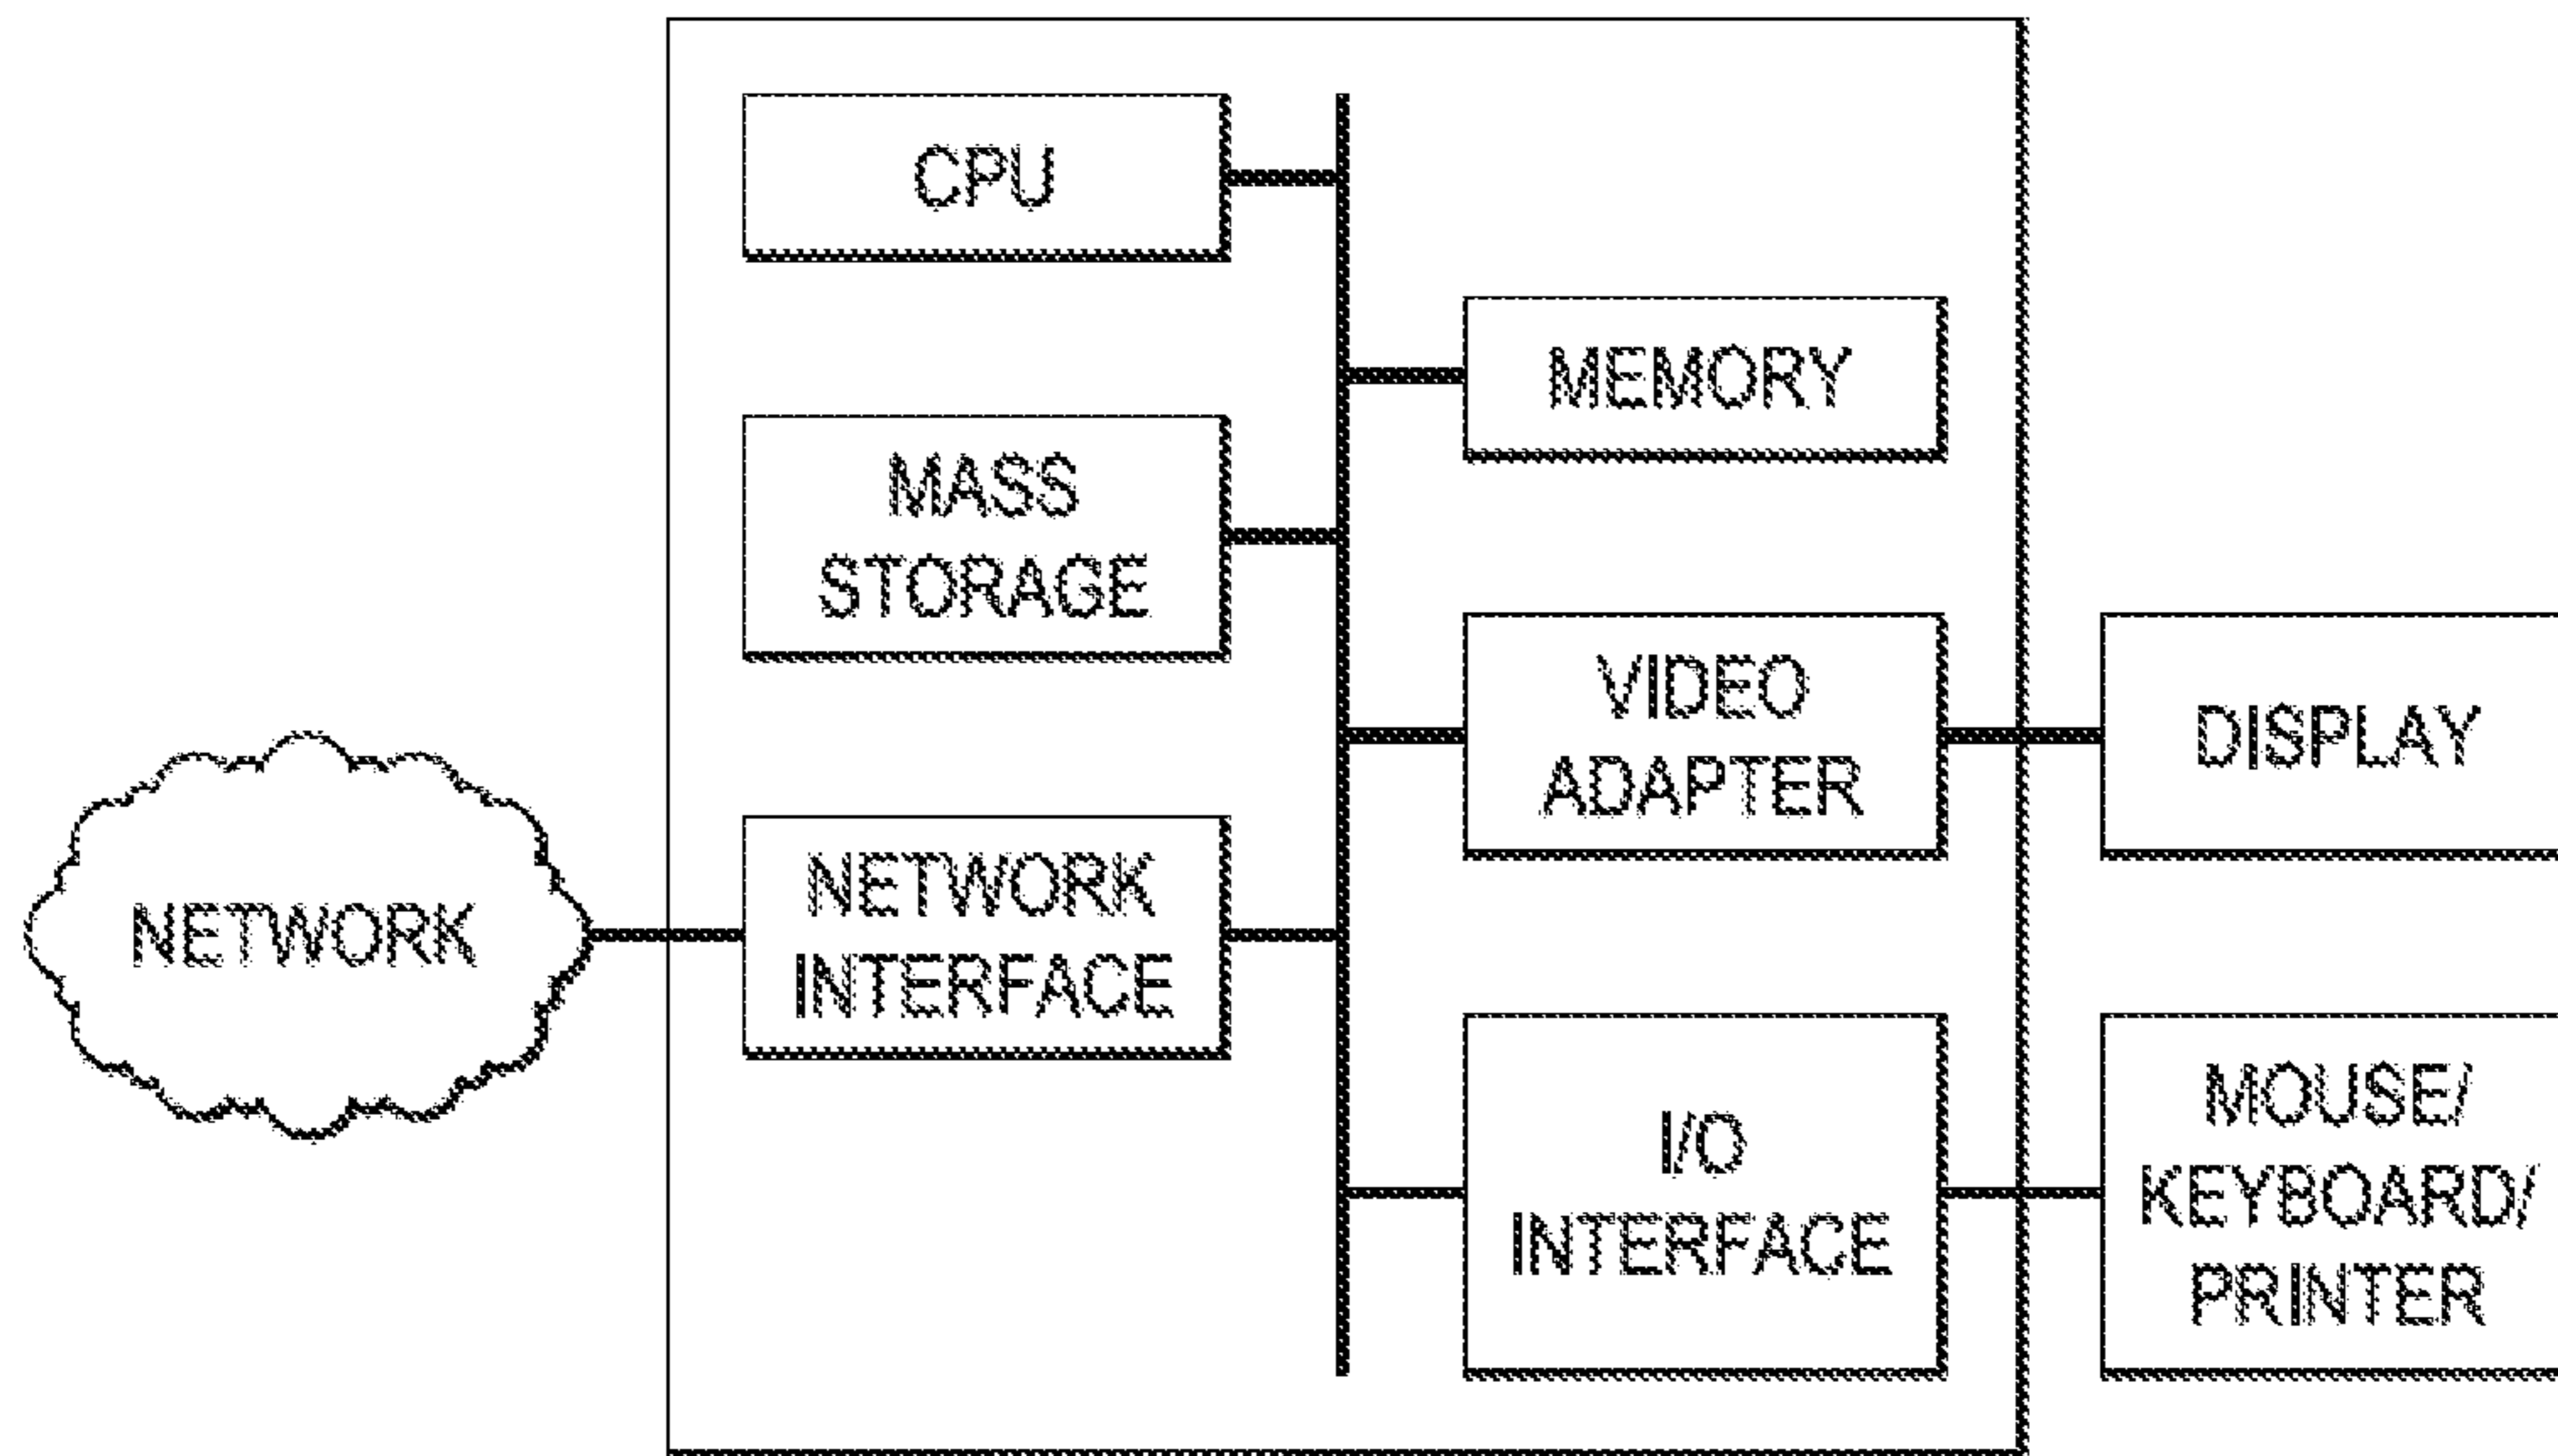 CPU
MEMORY
MASS
STORAGE
VIDEO
ADAPTER
DISPLAY
NETWORK
NETWORK
INTERFACE
I/O
INTERFACE
MOUSE/
KEYBOARD/
PRINTER